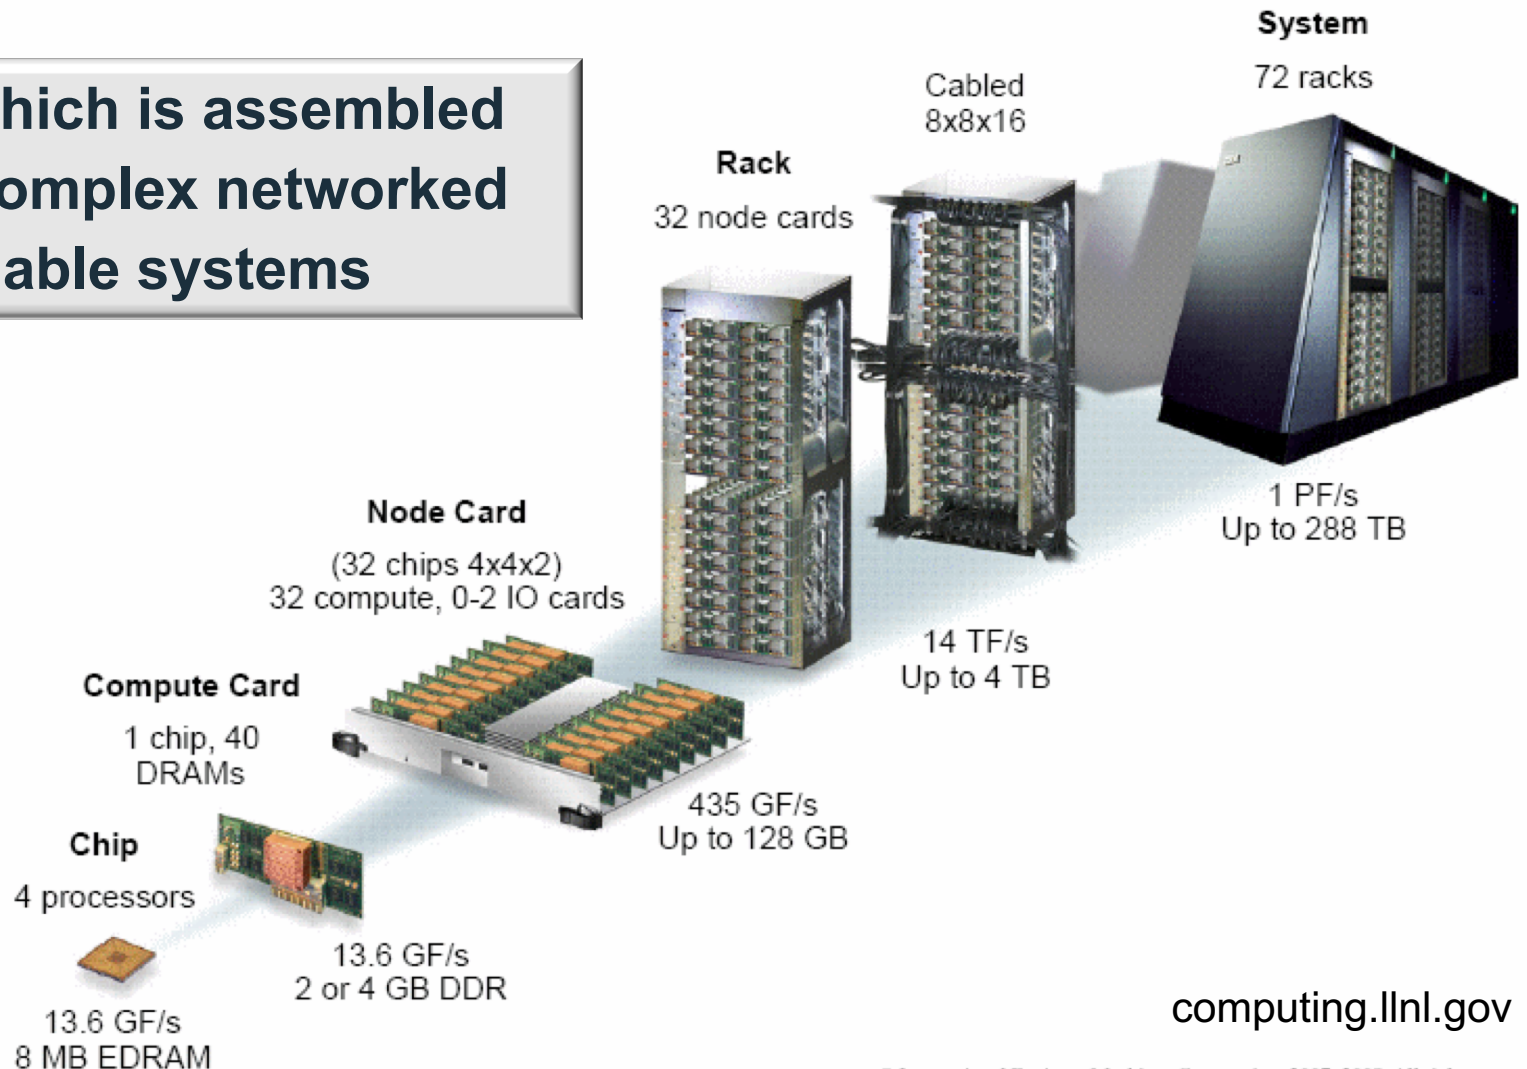 hich is assembled
omplex networked
able systems
System
72 racks
Cabled
8x8x16
Rack
32 node cards
1 PF/s
Up to 288 TB
Node Card
(32 chips 4x4x2)
32 compute, 0-2 IO cards
14 TF/s
Up to 4 TB
Compute Card
1 chip, 40
DRAMs
435 GF/s
Up to 128 GB
Chip
4 processors
13.6 GF/s
2 or 4 GB DDR
13.6 GF/s
8 MB EDRAM
computing.llnl.gov